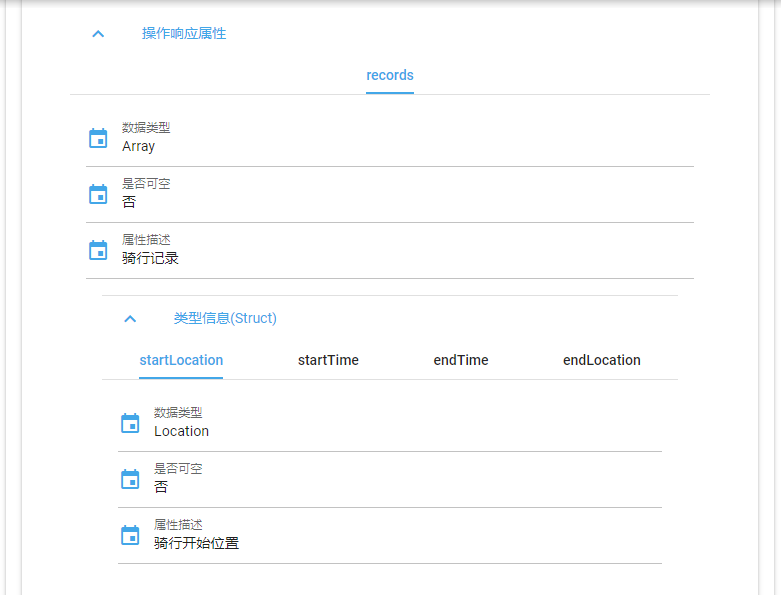 操作响应属性
records
数据类型
Array
是否可空
否
属性描述
骑行记录
类型信息(Struct)
startLocation startTime endTime endLocation
数据类型
Location
是否可空
否
属性描述
骑行开始位置